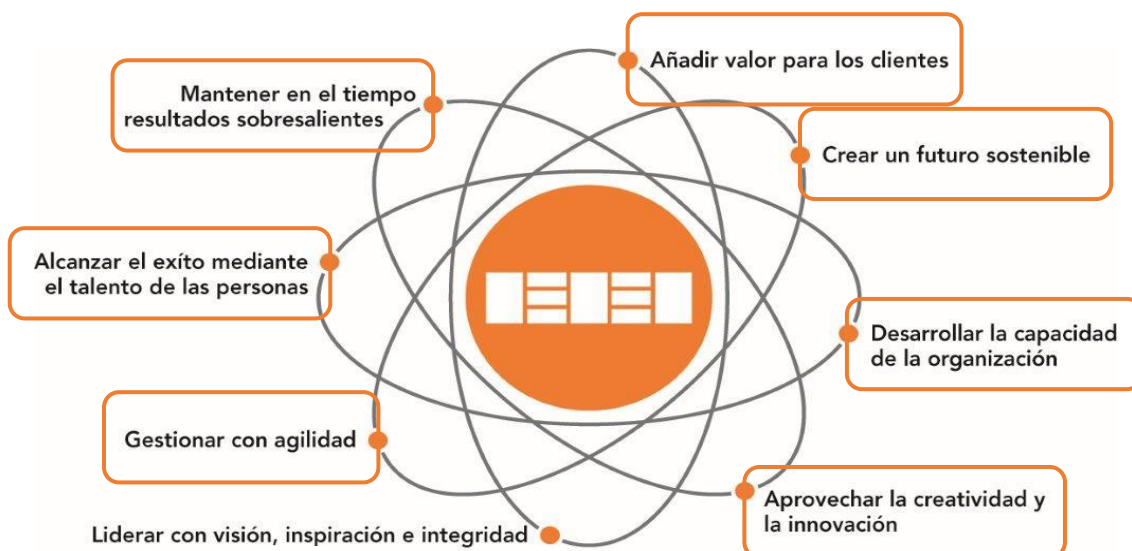 Añadir valor para los clientes
Crear un futuro sostenible
Desarrollar la capacidad
de la organización
Aprovechar la creatividad y
la innovación
Liderar con visión, inspiración e integridad
Gestionar con agilidad
Alcanzar el exíto mediante
el talento de las personas
Mantener en el tiempo
resultados sobresalientes